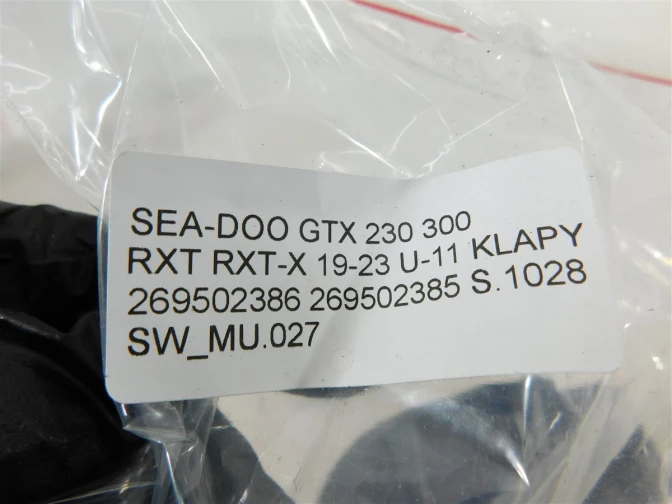 SEA-DOO GTX 230 300
RXT RXT-X 19-23 U-11 KLAPY
269502386 269502385 S.1028
SW_MU.027